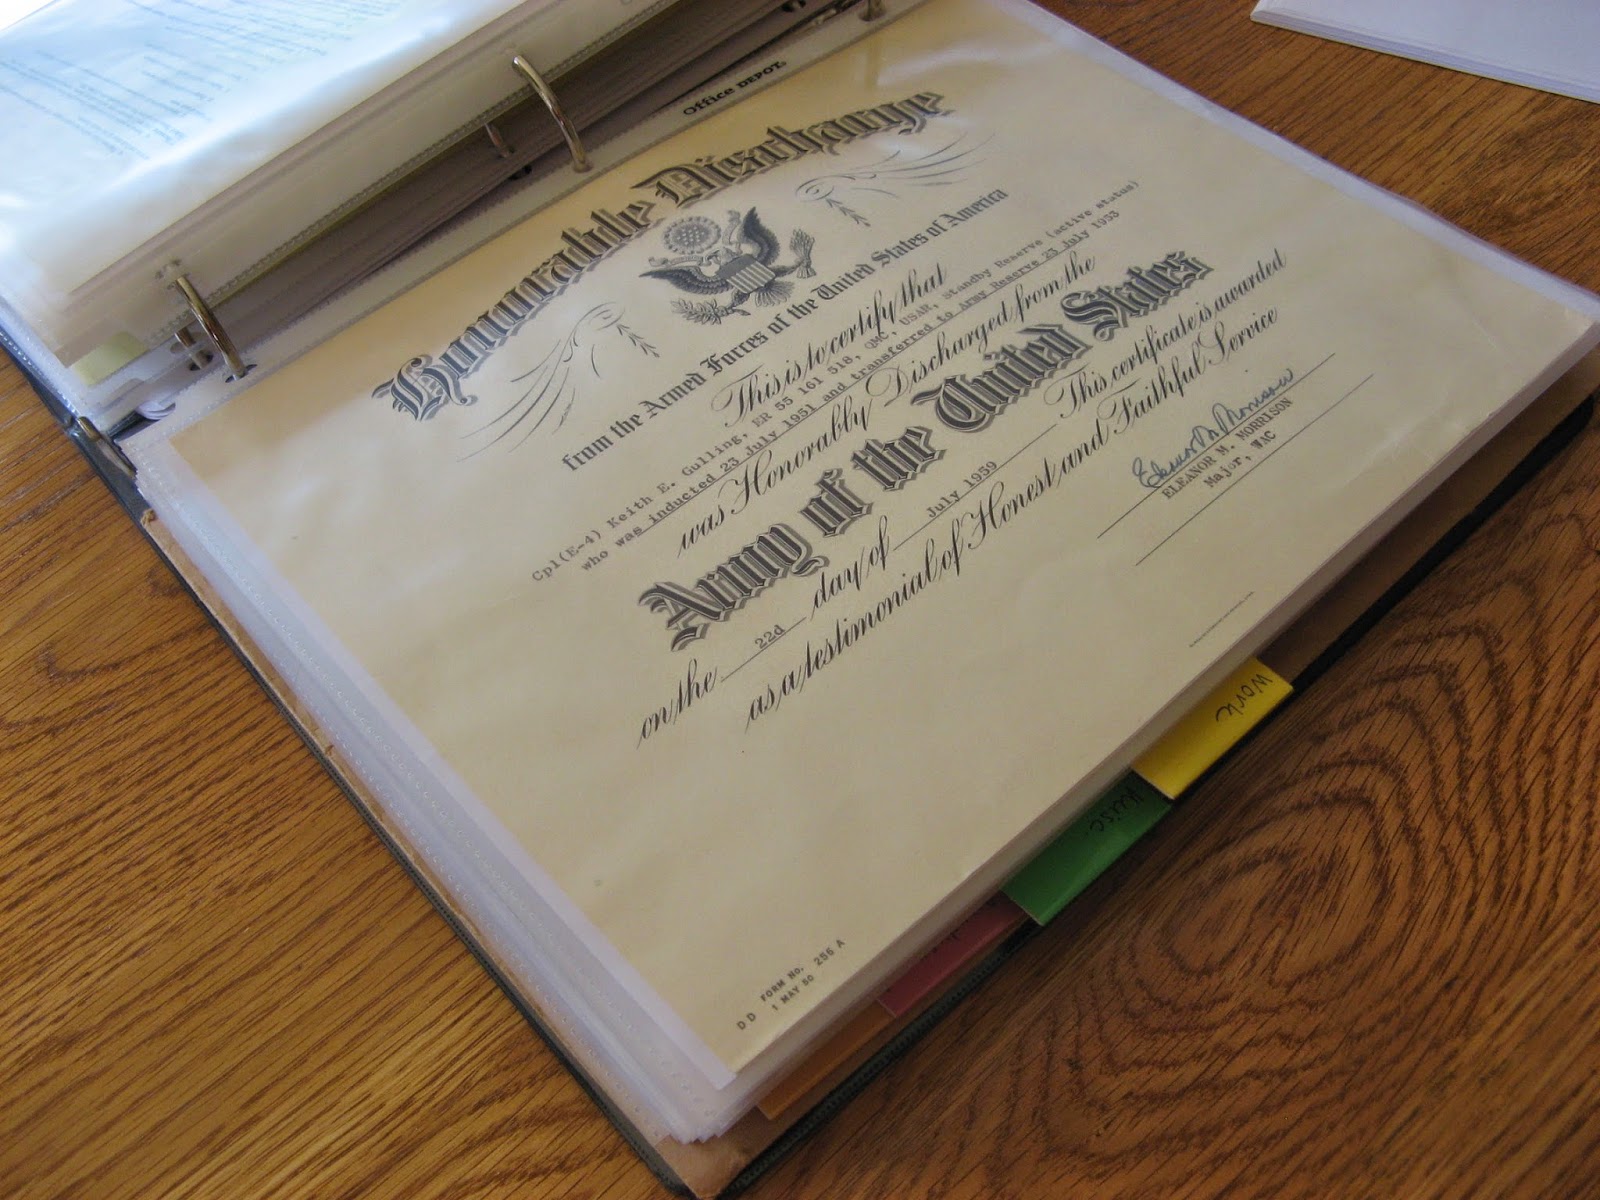 Office DEPOT
Honorable Discharge
from the Armed Forces of the United States of America
This is to certify that
Cpl(E-4) Keith E. Gulling, ER 55 161 518, QMC, USAR, Standby Reserve (active status)
who was inducted 23 July 1951 and transferred to Army Reserve 23 July 1953
was Honorably Discharged from the
Army of the United States
on the 22d day of July 1959 This certificate is awarded
as a testimonial of Honest and Faithful Service
Eleanor M. Morrison
ELEANOR M. MORRISON
Major, WAC
DD FORM No. 256 A
1 MAY 50
Work
Misc.